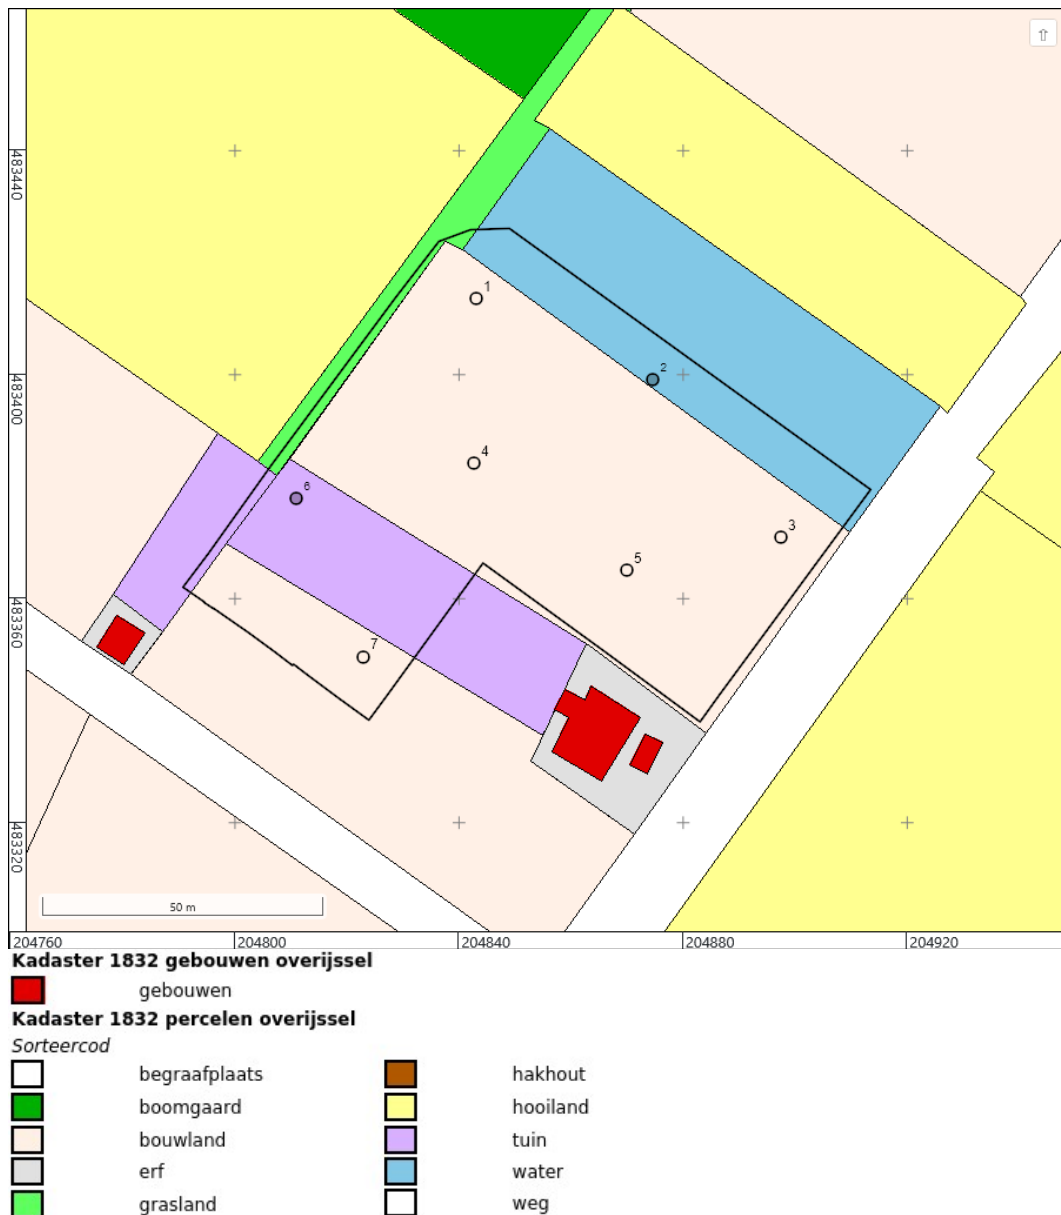 ⇧
483440
483400
483360
483320
1
2
3
4
5
6
7
50 m
204760 204800 204840 204880 204920
Kadaster 1832 gebouwen overijssel
gebouwen
Kadaster 1832 percelen overijssel
Sorteercod
begraafplaats hakhout
boomgaard hooiland
bouwland tuin
erf water
grasland weg